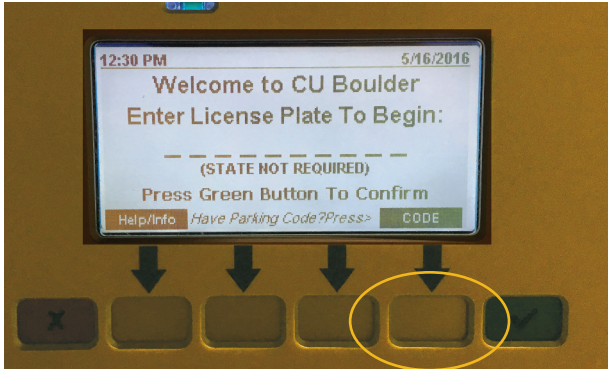 12:30 PM 5/16/2016
Welcome to CU Boulder
Enter License Plate To Begin:
(STATE NOT REQUIRED)
Press Green Button To Confirm
Help/Info Have Parking Code?Press> CODE